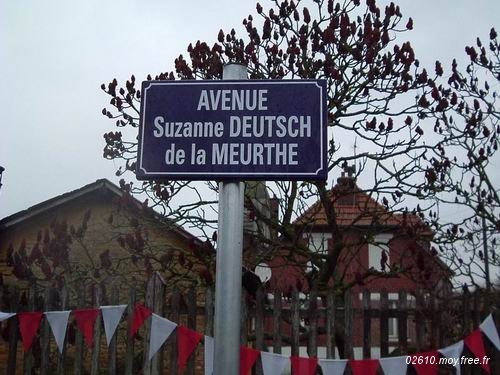 AVENUE
Suzanne DEUTSCH
de la MEURTHE
02610.moy.free.fr